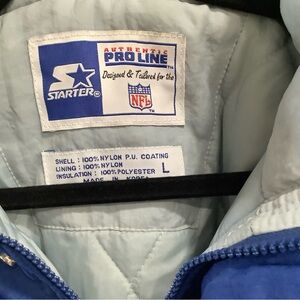 AUTHENTIC
PRO LINE™
Designed & Tailored for the
STARTER®
NFL
SHELL : 100% NYLON P.U. COATING
LINING : 100% NYLON
INSULATION : 100% POLYESTER
L
MADE IN KOREA